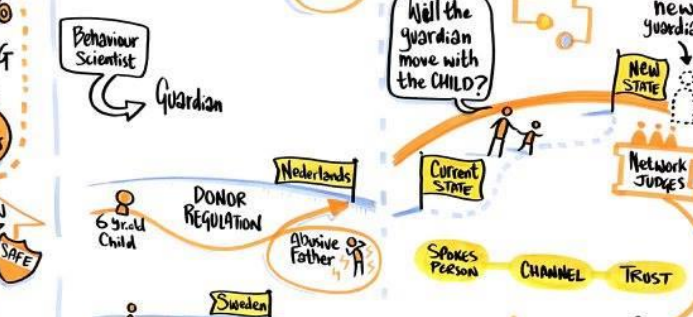 Behaviour
Scientist
Guardian
Nederlands
DONOR
REGULATION
6 yr.old
Child
Abusive
Father
SAFE
Sweden
Will the
guardian
move with
the CHILD?
new
New
STATE
Current
STATE
Network
JUDGES
SPOKES
PERSON
CHANNEL
TRUST